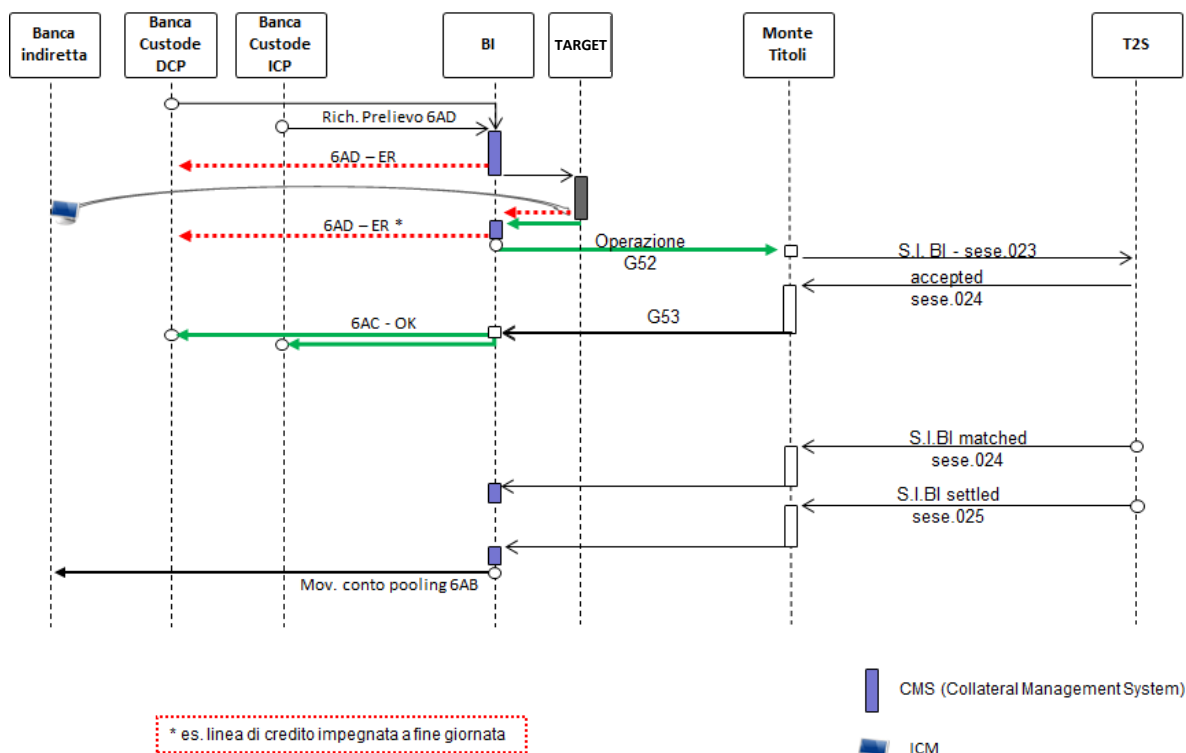 Banca
indiretta
Banca
Custode
DCP
Banca
Custode
ICP
BI
TARGET
Monte
Titoli
T2S
Rich. Prelievo 6AD
6AD – ER
6AD – ER *
Operazione
G52
S.I. BI - sese.023
accepted
sese.024
G53
6AC - OK
S.I.BI matched
sese.024
S.I.BI settled
sese.025
Mov. conto pooling 6AB
CMS (Collateral Management System)
* es. linea di credito impegnata a fine giornata
ICM